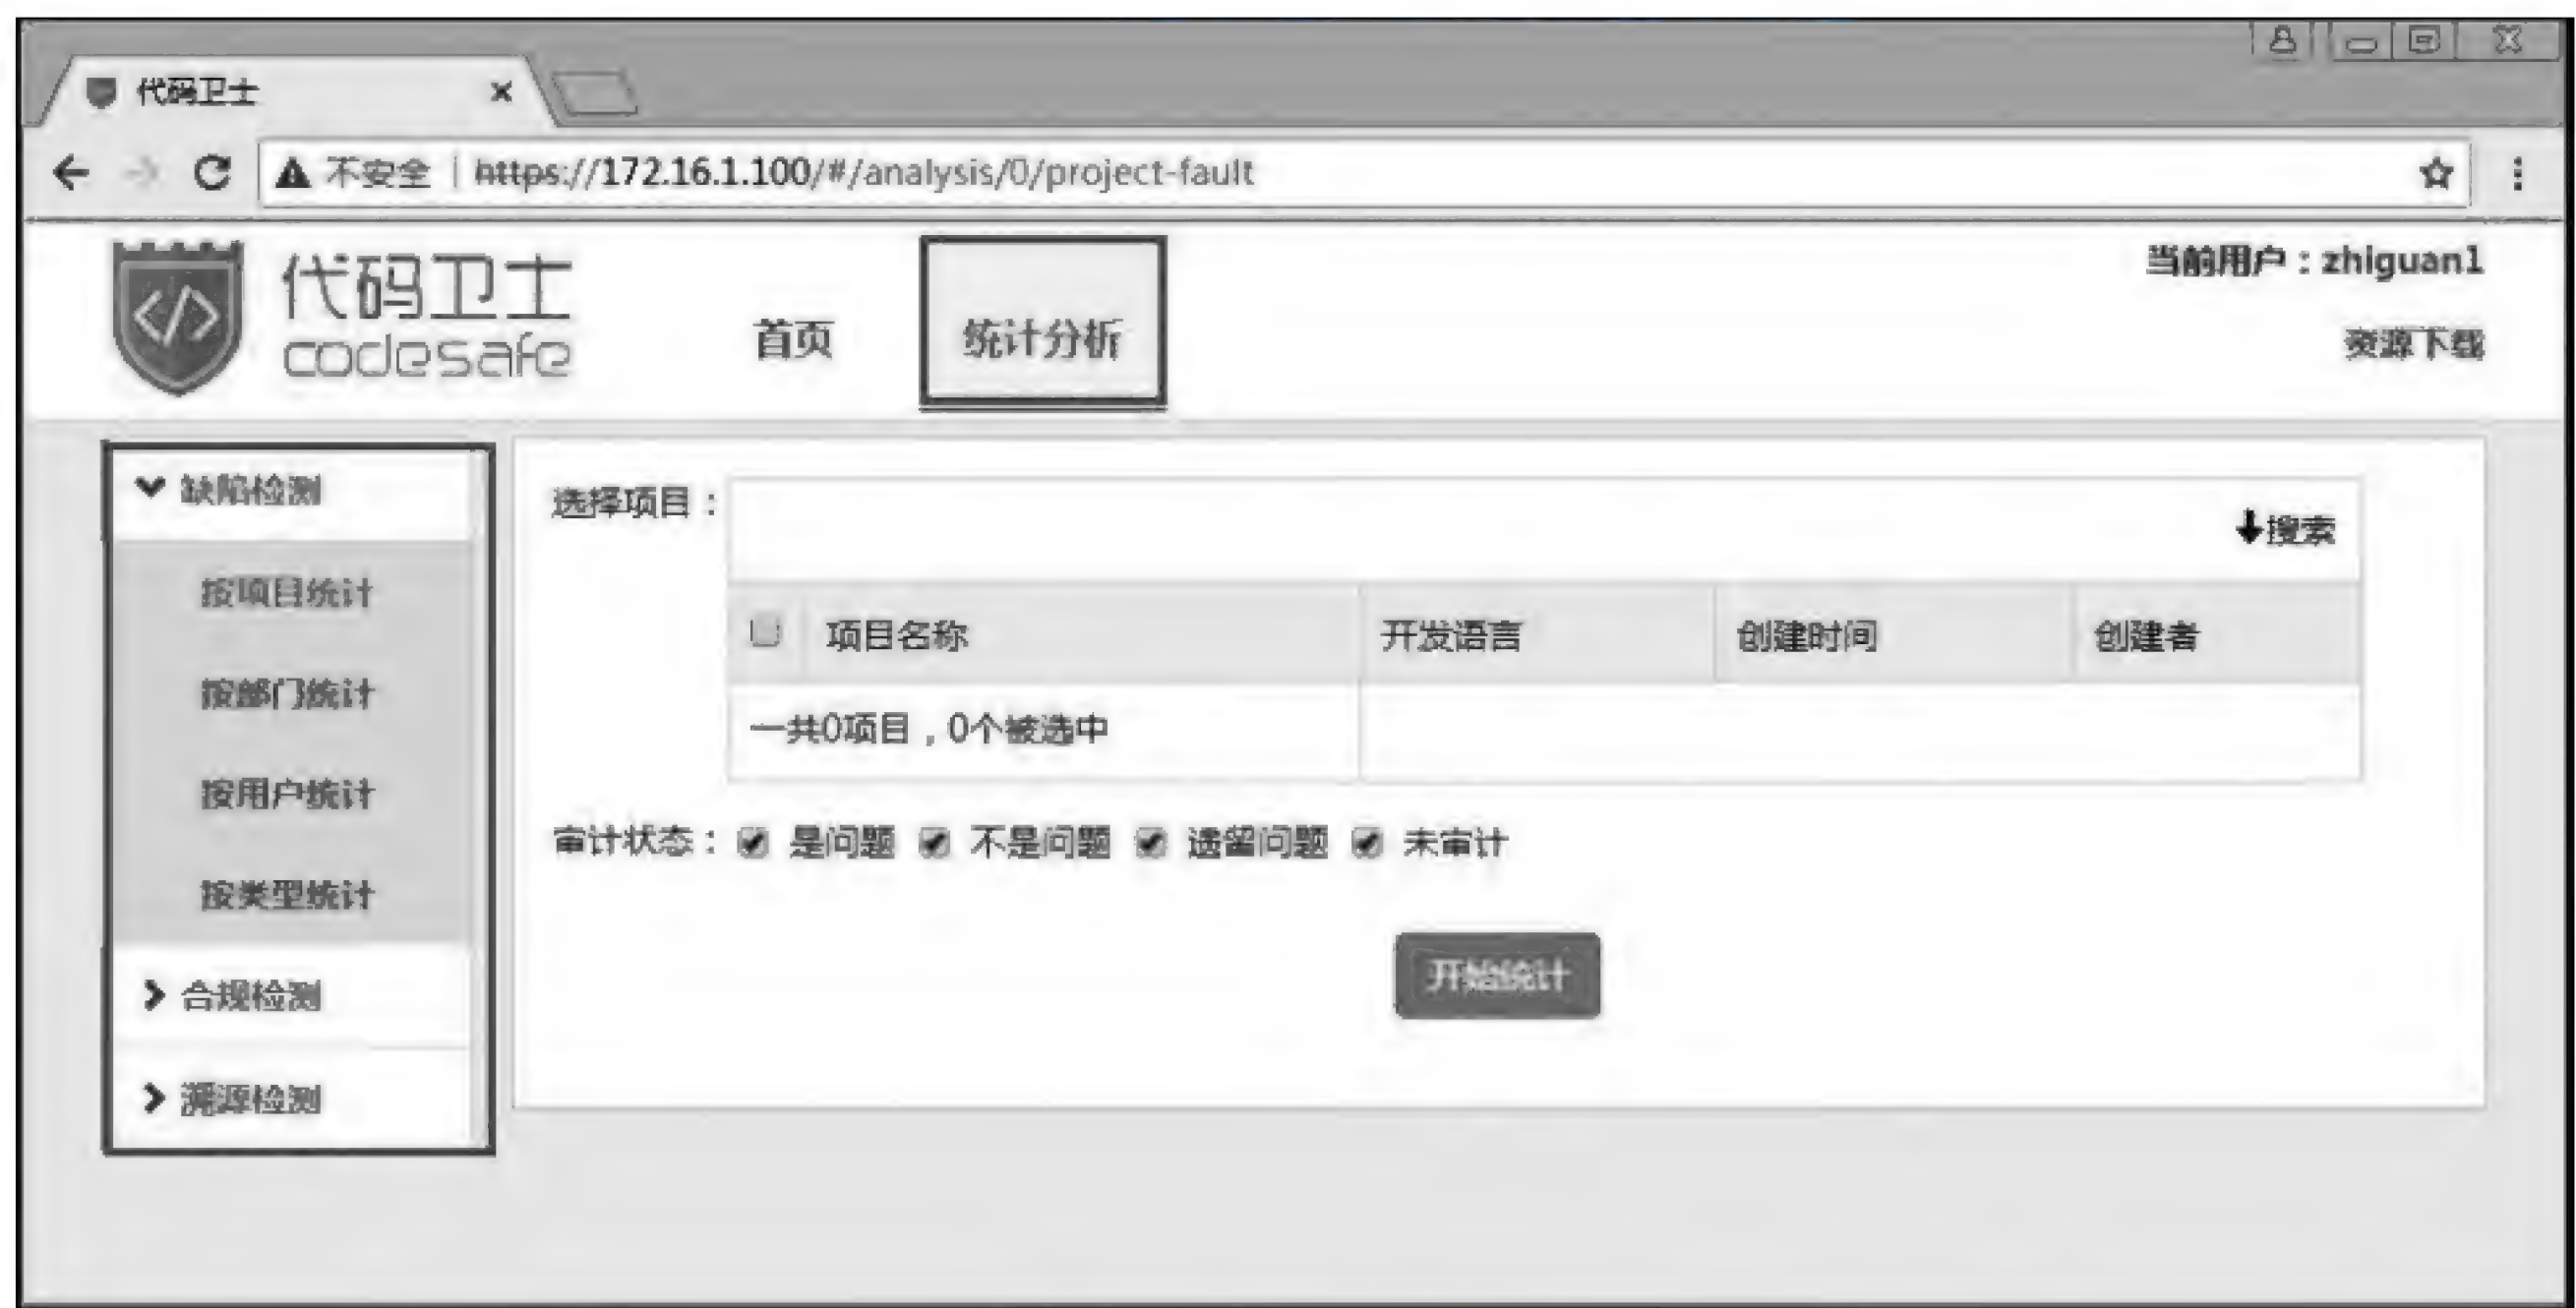 代码卫士
不安全 https://172.16.1.100/#/analysis/0/project-fault
代码卫士
codesafe
首页
统计分析
当前用户：zhiguan1
资源下载
缺陷检测
按项目统计
按部门统计
按用户统计
按类型统计
合规检测
溯源检测
选择项目：
搜索
项目名称 开发语言 创建时间 创建者
一共0项目，0个被选中
审计状态： 是问题 不是问题 遗留问题 未审计
开始统计